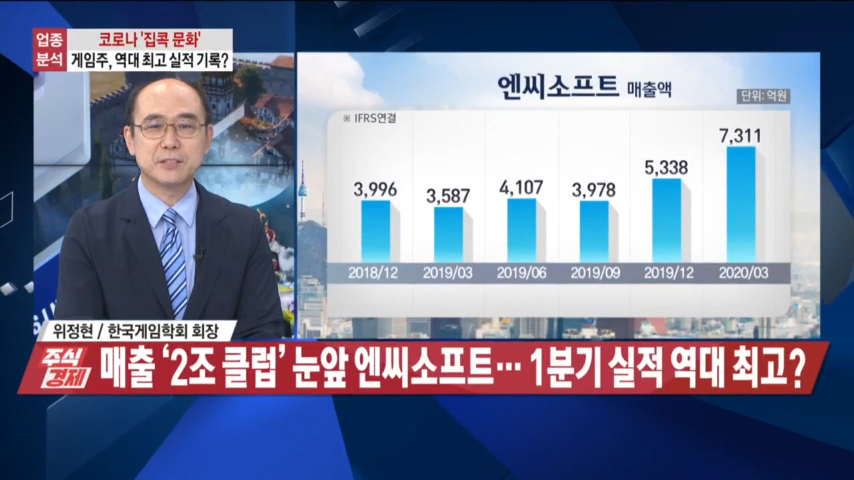 업종
분석
코로나 '집콕 문화'
게임주, 역대 최고 실적 기록?
엔씨소프트 매출액
단위: 억원
※ IFRS연결
3,996
3,587
4,107
3,978
5,338
7,311
2018/12
2019/03
2019/06
2019/09
2019/12
2020/03
위정현 / 한국게임학회 회장
주식
경제
매출 '2조 클럽' 눈앞 엔씨소프트… 1분기 실적 역대 최고?